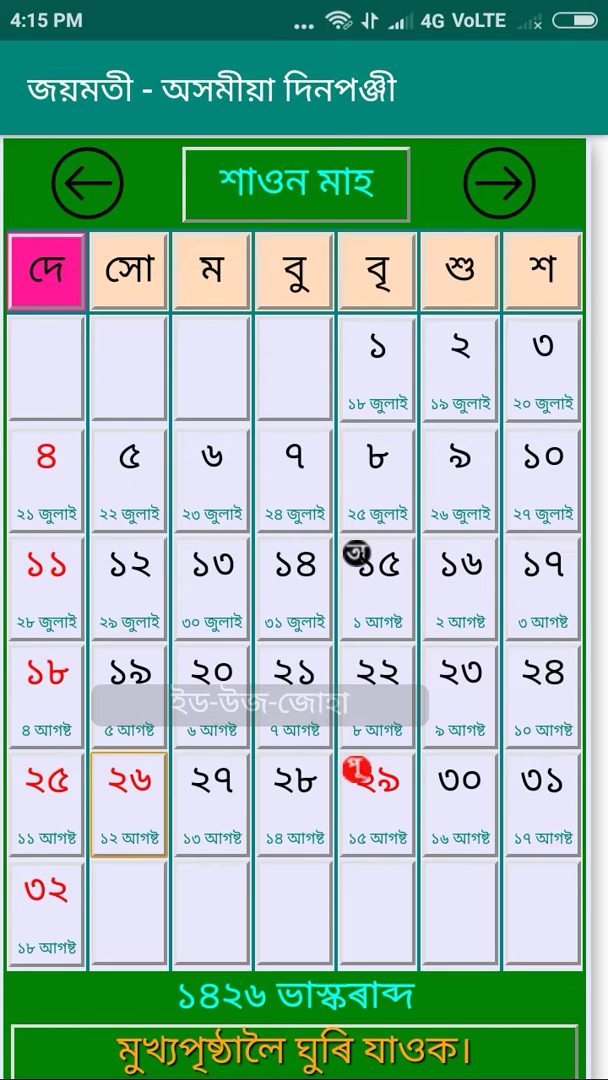 4:15 PM ... 4G VoLTE
জয়মতী - অসমীয়া দিনপঞ্জী
শাওন মাহ
দে সো ম বু বৃ শু শ
১ ২ ৩
১৮ জুলাই ১৯ জুলাই ২০ জুলাই
৪ ৫ ৬ ৭ ৮ ৯ ১০
২১ জুলাই ২২ জুলাই ২৩ জুলাই ২৪ জুলাই ২৫ জুলাই ২৬ জুলাই ২৭ জুলাই
১১ ১২ ১৩ ১৪ অ ১৫ ১৬ ১৭
২৮ জুলাই ২৯ জুলাই ৩০ জুলাই ৩১ জুলাই ১ আগষ্ট ২ আগষ্ট ৩ আগষ্ট
১৮ ১৯ ২০ ২১ ২২ ২৩ ২৪
ইড-উজ-জোহা
৪ আগষ্ট ৫ আগষ্ট ৬ আগষ্ট ৭ আগষ্ট ৮ আগষ্ট ৯ আগষ্ট ১০ আগষ্ট
২৫ ২৬ ২৭ ২৮ পূ ২৯ ৩০ ৩১
১১ আগষ্ট ১২ আগষ্ট ১৩ আগষ্ট ১৪ আগষ্ট ১৫ আগষ্ট ১৬ আগষ্ট ১৭ আগষ্ট
৩২
১৮ আগষ্ট
১৪২৬ ভাস্কৰাব্দ
মুখ্যপৃষ্ঠালৈ ঘুৰি যাওক।